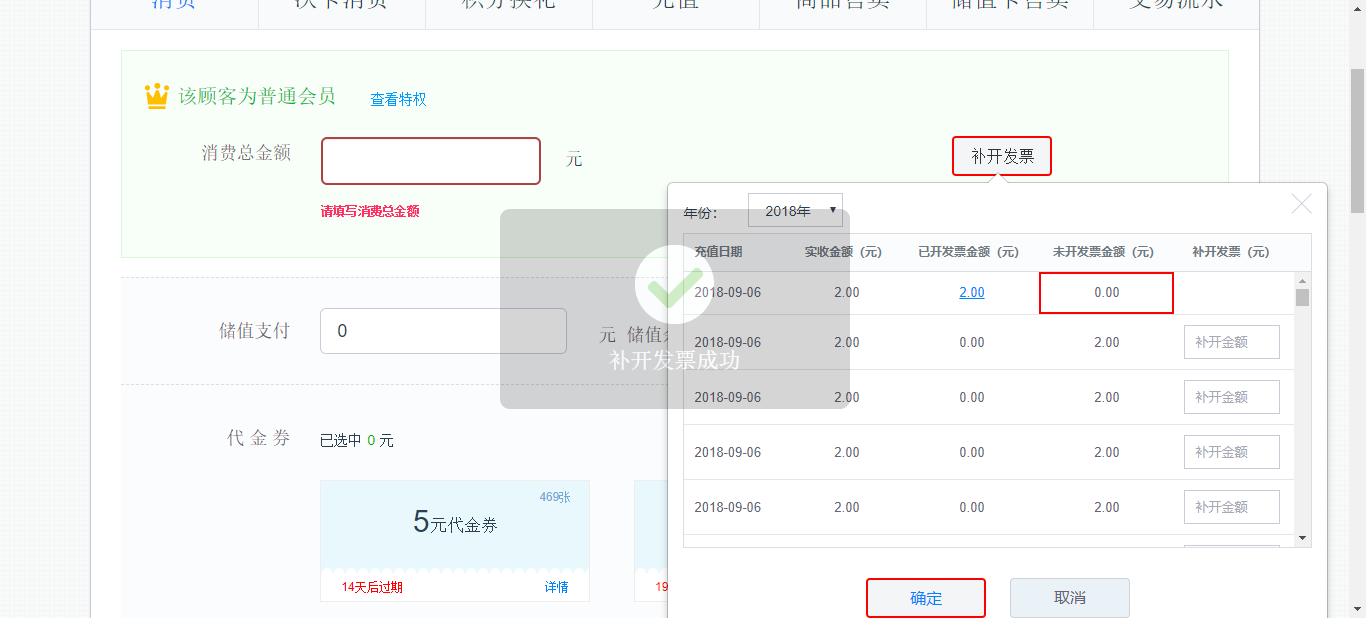 消费 次卡消费 积分换礼 充值 商品售卖 储值卡售卖 交易流水
该顾客为普通会员 查看特权
消费总金额 元 补开发票
请填写消费总金额
年份： 2018年
充值日期 实收金额（元） 已开发票金额（元） 未开发票金额（元） 补开发票（元）
2018-09-06 2.00 2.00 0.00
储值支付 0 元 储值
2018-09-06 2.00 0.00 2.00 补开金额
补开发票成功
2018-09-06 2.00 0.00 2.00 补开金额
代金券 已选中 0 元
2018-09-06 2.00 0.00 2.00 补开金额
469张
5元代金券
2018-09-06 2.00 0.00 2.00 补开金额
14天后过期 详情 19
确定 取消